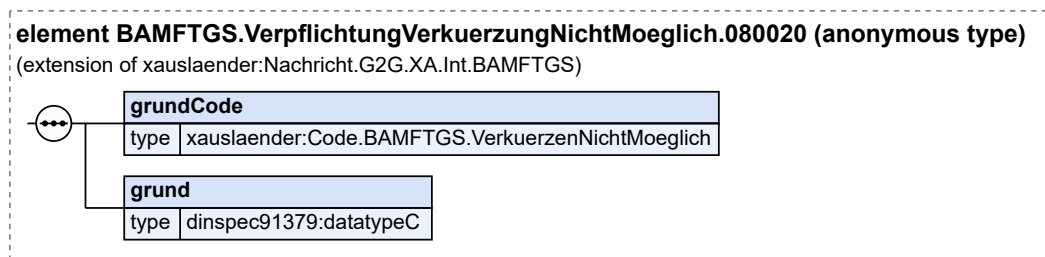 element BAMFTGS.VerpflichtungVerkuerzungNichtMoeglich.080020 (anonymous type)
(extension of xauslaender:Nachricht.G2G.XA.Int.BAMFTGS)
grundCode
type xauslaender:Code.BAMFTGS.VerkuerzenNichtMoeglich
grund
type dinspec91379:datatypeC